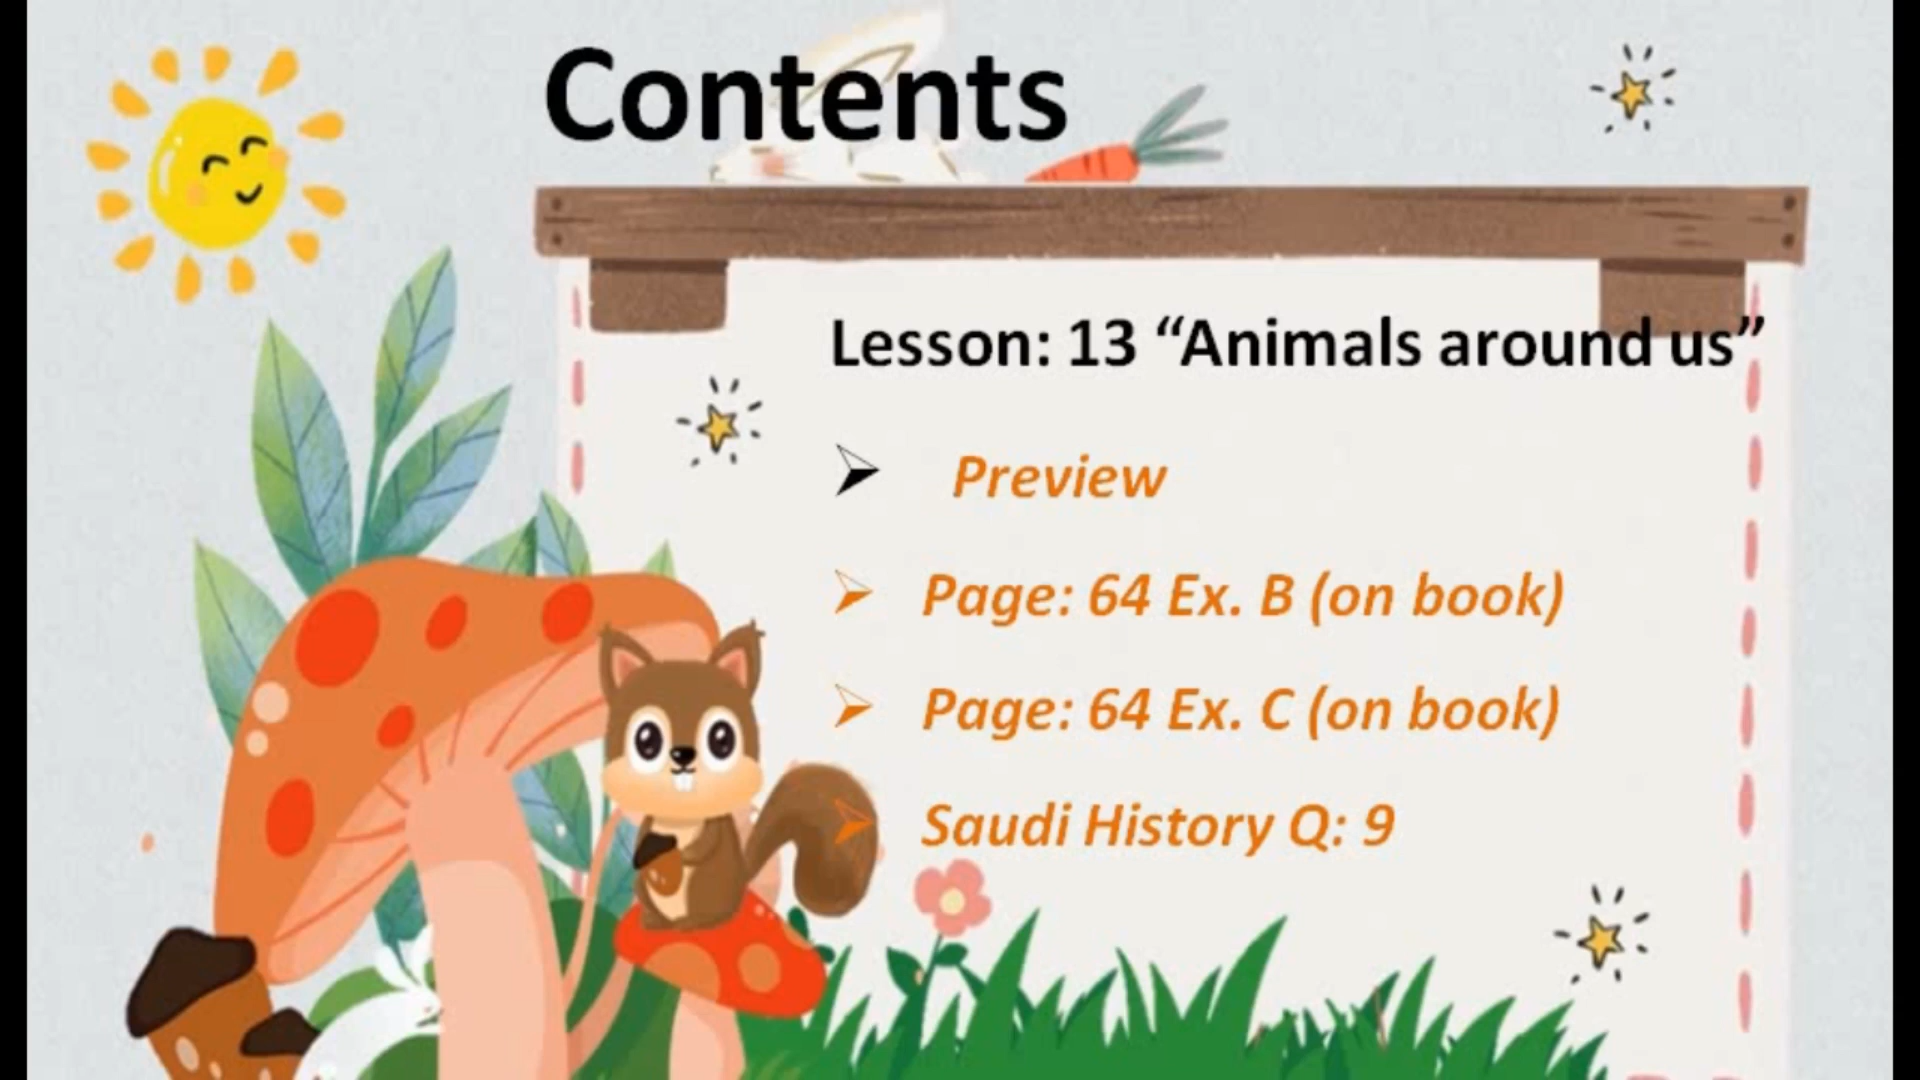 Contents
Lesson: 13 “Animals around us”
Preview
Page: 64 Ex. B (on book)
Page: 64 Ex. C (on book)
Saudi History Q: 9